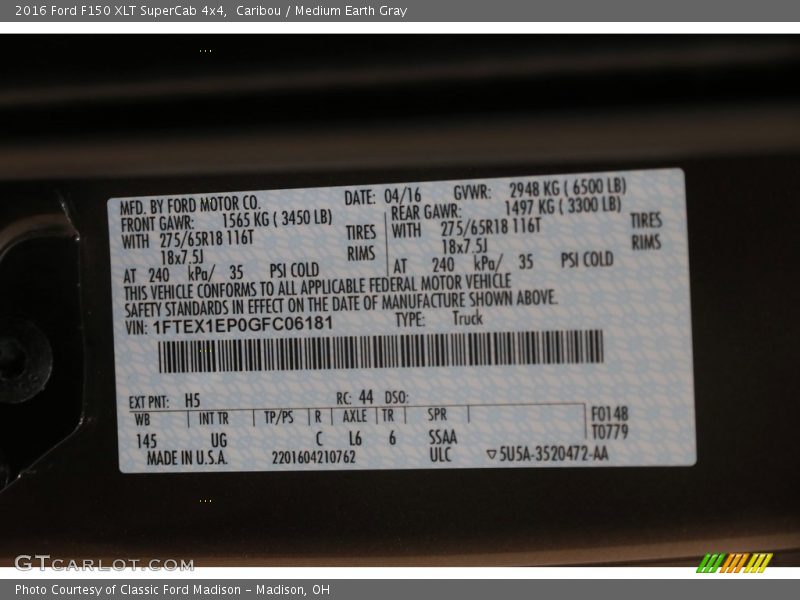 2016 Ford F150 XLT SuperCab 4x4, Caribou / Medium Earth Gray
MFD. BY FORD MOTOR CO. DATE: 04/16 GVWR: 2948 KG ( 6500 LB)
FRONT GAWR: 1565 KG ( 3450 LB) REAR GAWR: 1497 KG ( 3300 LB)
WITH 275/65R18 116T TIRES WITH 275/65R18 116T TIRES
18x7.5J RIMS 18x7.5J RIMS
AT 240 kPa/ 35 PSI COLD AT 240 kPa/ 35 PSI COLD
THIS VEHICLE CONFORMS TO ALL APPLICABLE FEDERAL MOTOR VEHICLE
SAFETY STANDARDS IN EFFECT ON THE DATE OF MANUFACTURE SHOWN ABOVE.
VIN: 1FTEX1EP0GFC06181 TYPE: Truck
EXT PNT: H5 RC: 44 DSO:
WB INT TR TP/PS R AXLE TR SPR F0148
145 UG C L6 6 SSAA T0779
MADE IN U.S.A. 2201604210762 ULC ▽5U5A-3520472-AA
GTCARLOT.COM
Photo Courtesy of Classic Ford Madison - Madison, OH